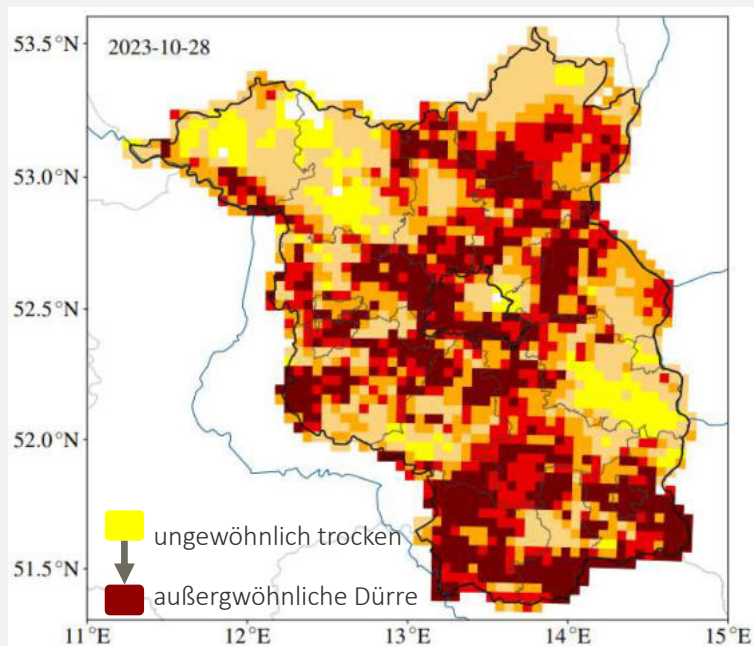 53.5°N
2023-10-28
53.0°N
52.5°N
52.0°N
51.5°N
ungewöhnlich trocken
außergwöhnliche Dürre
11°E
12°E
13°E
14°E
15°E